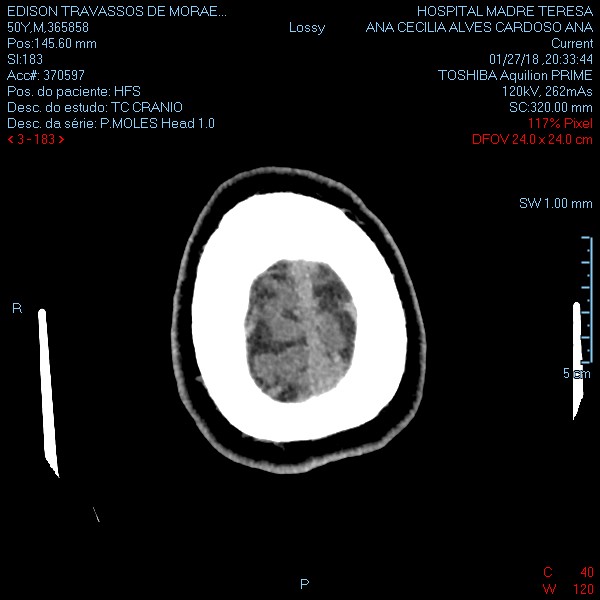 EDISON TRAVASSOS DE MORAE...
50Y,M,365858
Pos:145.60 mm
SI:183
Acc#: 370597
Pos. do paciente: HFS
Desc. do estudo: TC CRANIO
Desc. da série: P.MOLES Head 1.0
< 3 - 183 >
Lossy
HOSPITAL MADRE TERESA
ANA CECILIA ALVES CARDOSO ANA
Current
01/27/18 ,20:33:44
TOSHIBA Aquilion PRIME
120kV, 262mAs
SC:320.00 mm
117% Pixel
DFOV 24.0 x 24.0 cm
SW 1.00 mm
R
5 cm
P
C 40
W 120